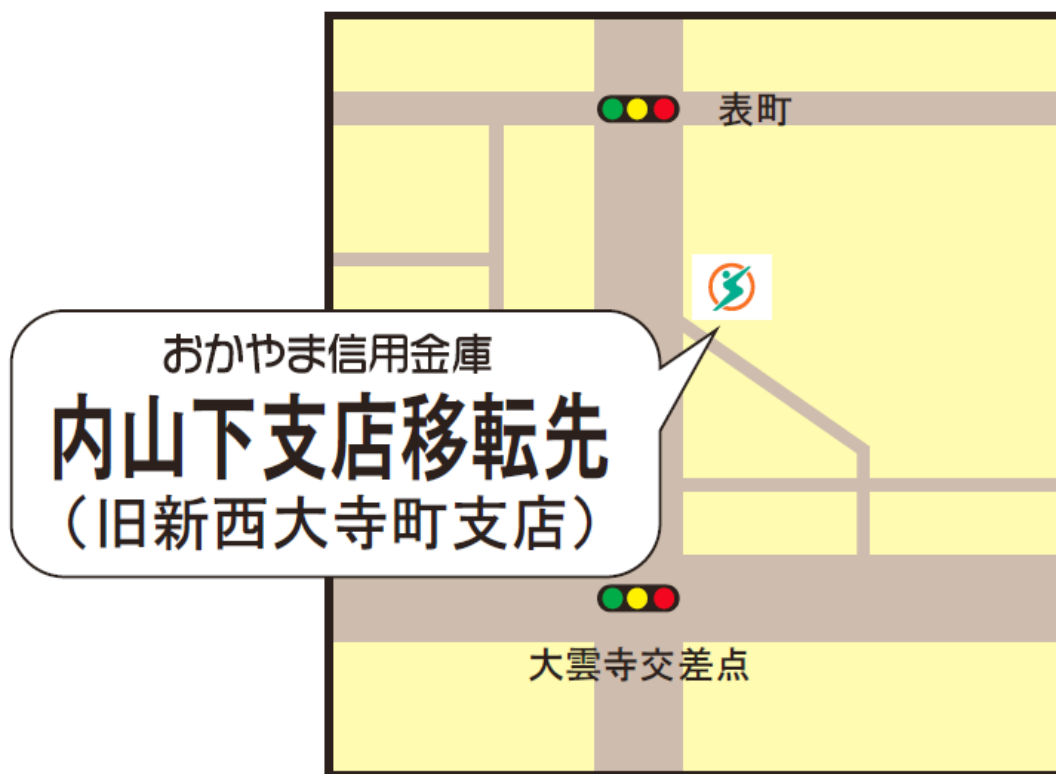 表町
おかやま信用金庫
内山下支店移転先
（旧新西大寺町支店）
大雲寺交差点